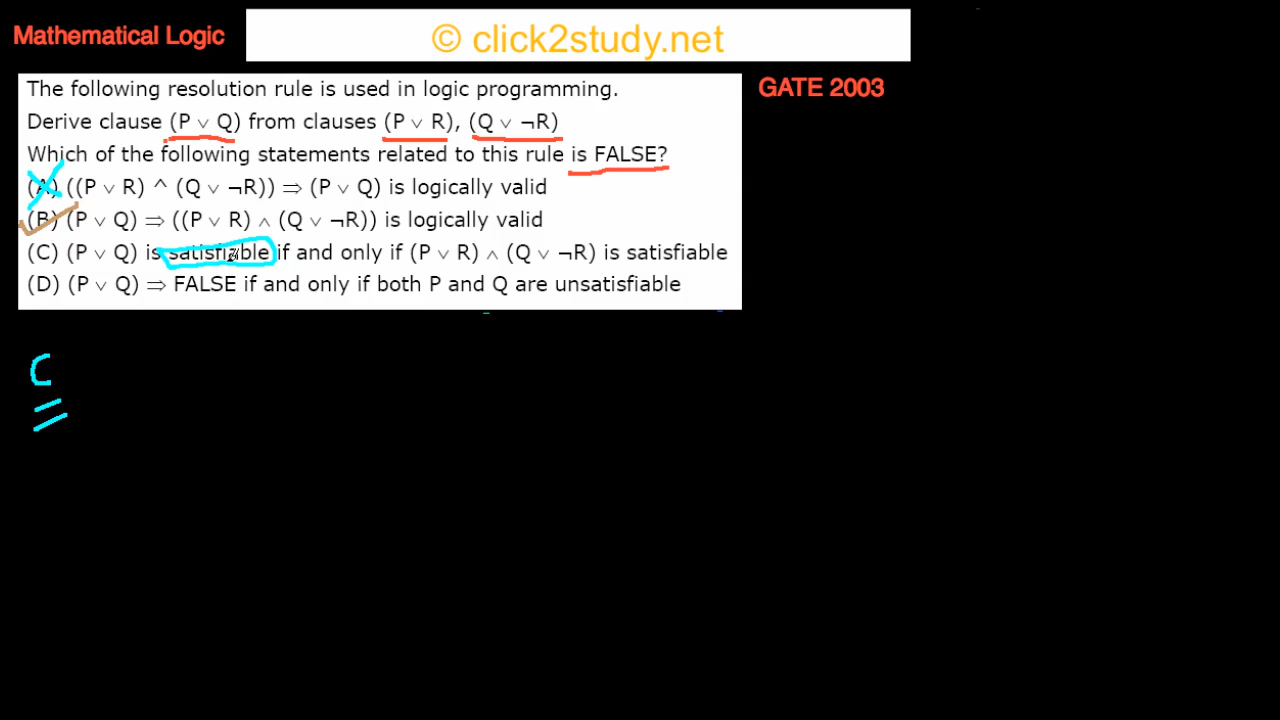 Mathematical Logic
© click2study.net
The following resolution rule is used in logic programming.
GATE 2003
Derive clause (P ∨ Q) from clauses (P ∨ R), (Q ∨ ¬R)
Which of the following statements related to this rule is FALSE?
(A) ((P ∨ R) ^ (Q ∨ ¬R)) ⇒ (P ∨ Q) is logically valid
(B) (P ∨ Q) ⇒ ((P ∨ R) ∧ (Q ∨ ¬R)) is logically valid
(C) (P ∨ Q) is satisfiable if and only if (P ∨ R) ∧ (Q ∨ ¬R) is satisfiable
(D) (P ∨ Q) ⇒ FALSE if and only if both P and Q are unsatisfiable
C